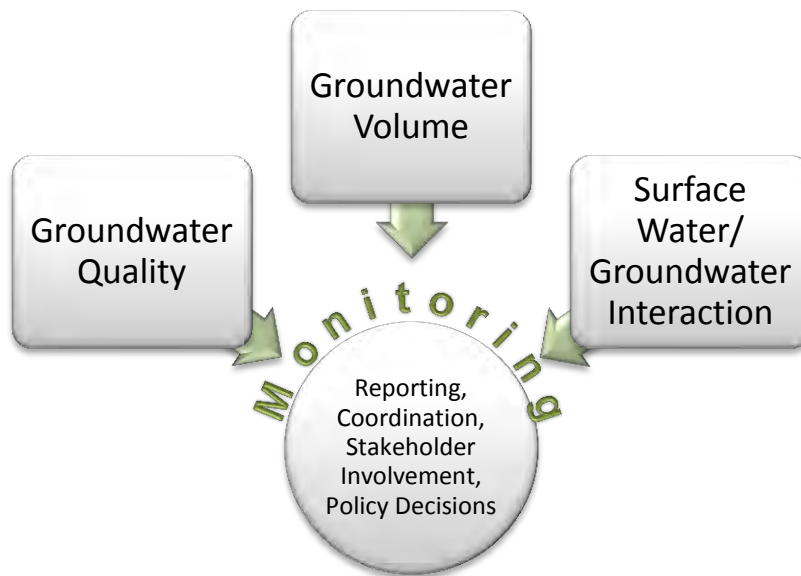 Groundwater
Volume
Groundwater
Quality
Surface
Water/
Groundwater
Interaction
Monitoring
Reporting,
Coordination,
Stakeholder
Involvement,
Policy Decisions